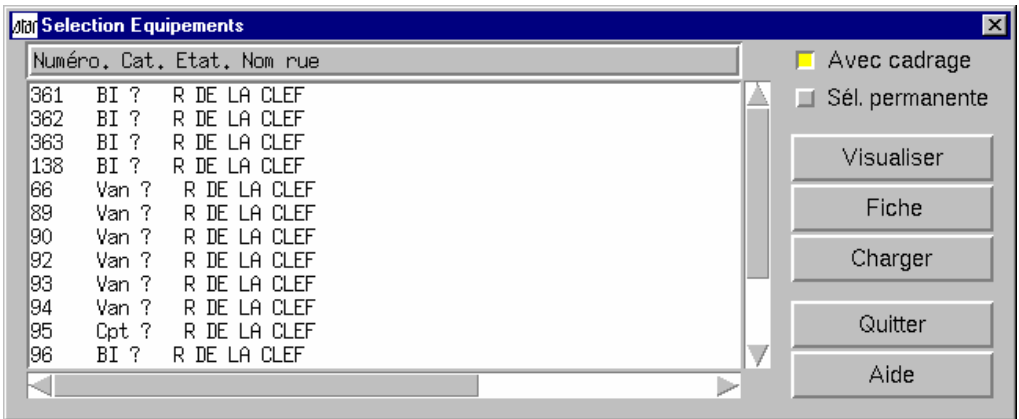 Selection Equipements
Numéro. Cat. Etat. Nom rue
361 BI ? R DE LA CLEF
362 BI ? R DE LA CLEF
363 BI ? R DE LA CLEF
138 BI ? R DE LA CLEF
66 Van ? R DE LA CLEF
89 Van ? R DE LA CLEF
90 Van ? R DE LA CLEF
92 Van ? R DE LA CLEF
93 Van ? R DE LA CLEF
94 Van ? R DE LA CLEF
95 Cpt ? R DE LA CLEF
96 BI ? R DE LA CLEF
Avec cadrage
Sél. permanente
Visualiser
Fiche
Charger
Quitter
Aide